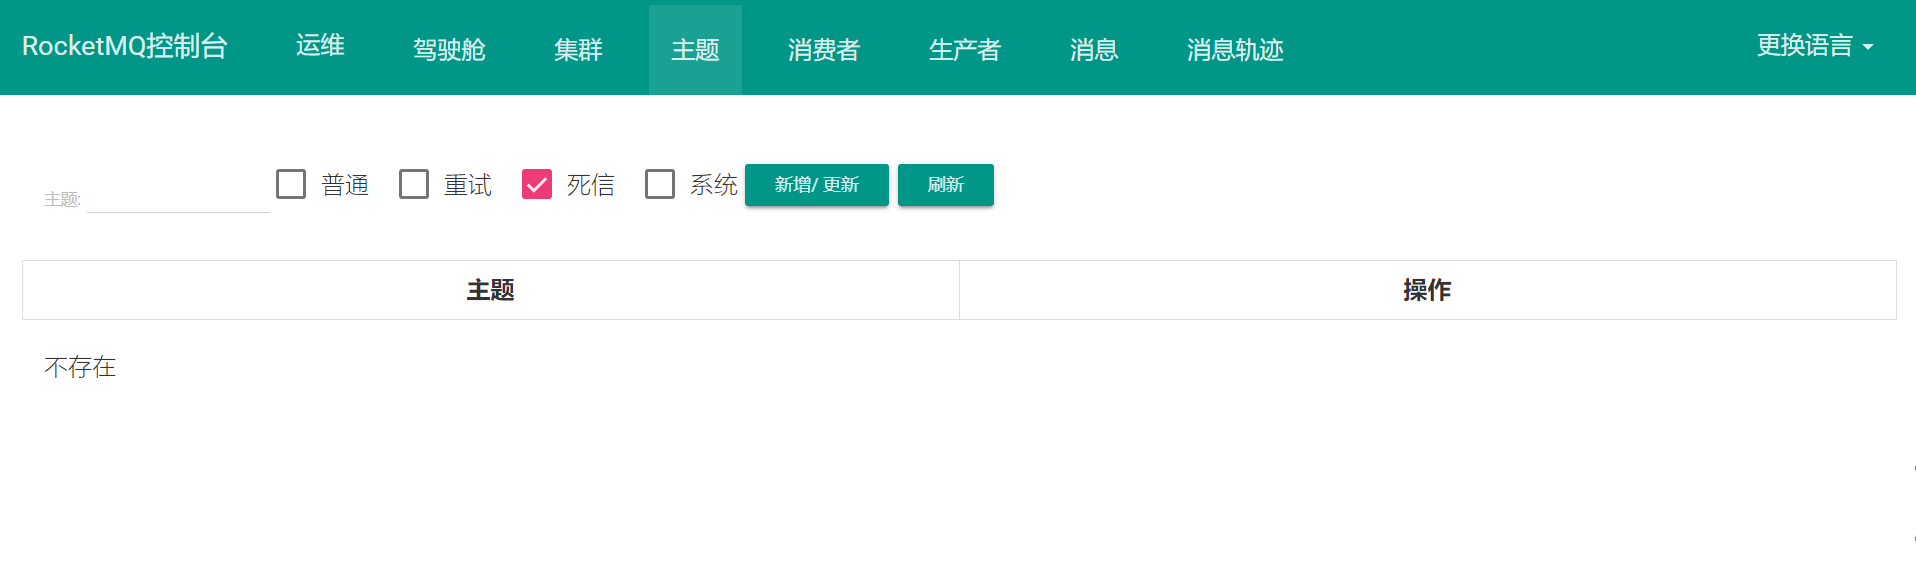 RocketMQ控制台 运维 驾驶舱 集群 主题 消费者 生产者 消息 消息轨迹 更换语言
主题: 普通 重试 死信 系统 新增/ 更新 刷新
主题 操作
不存在